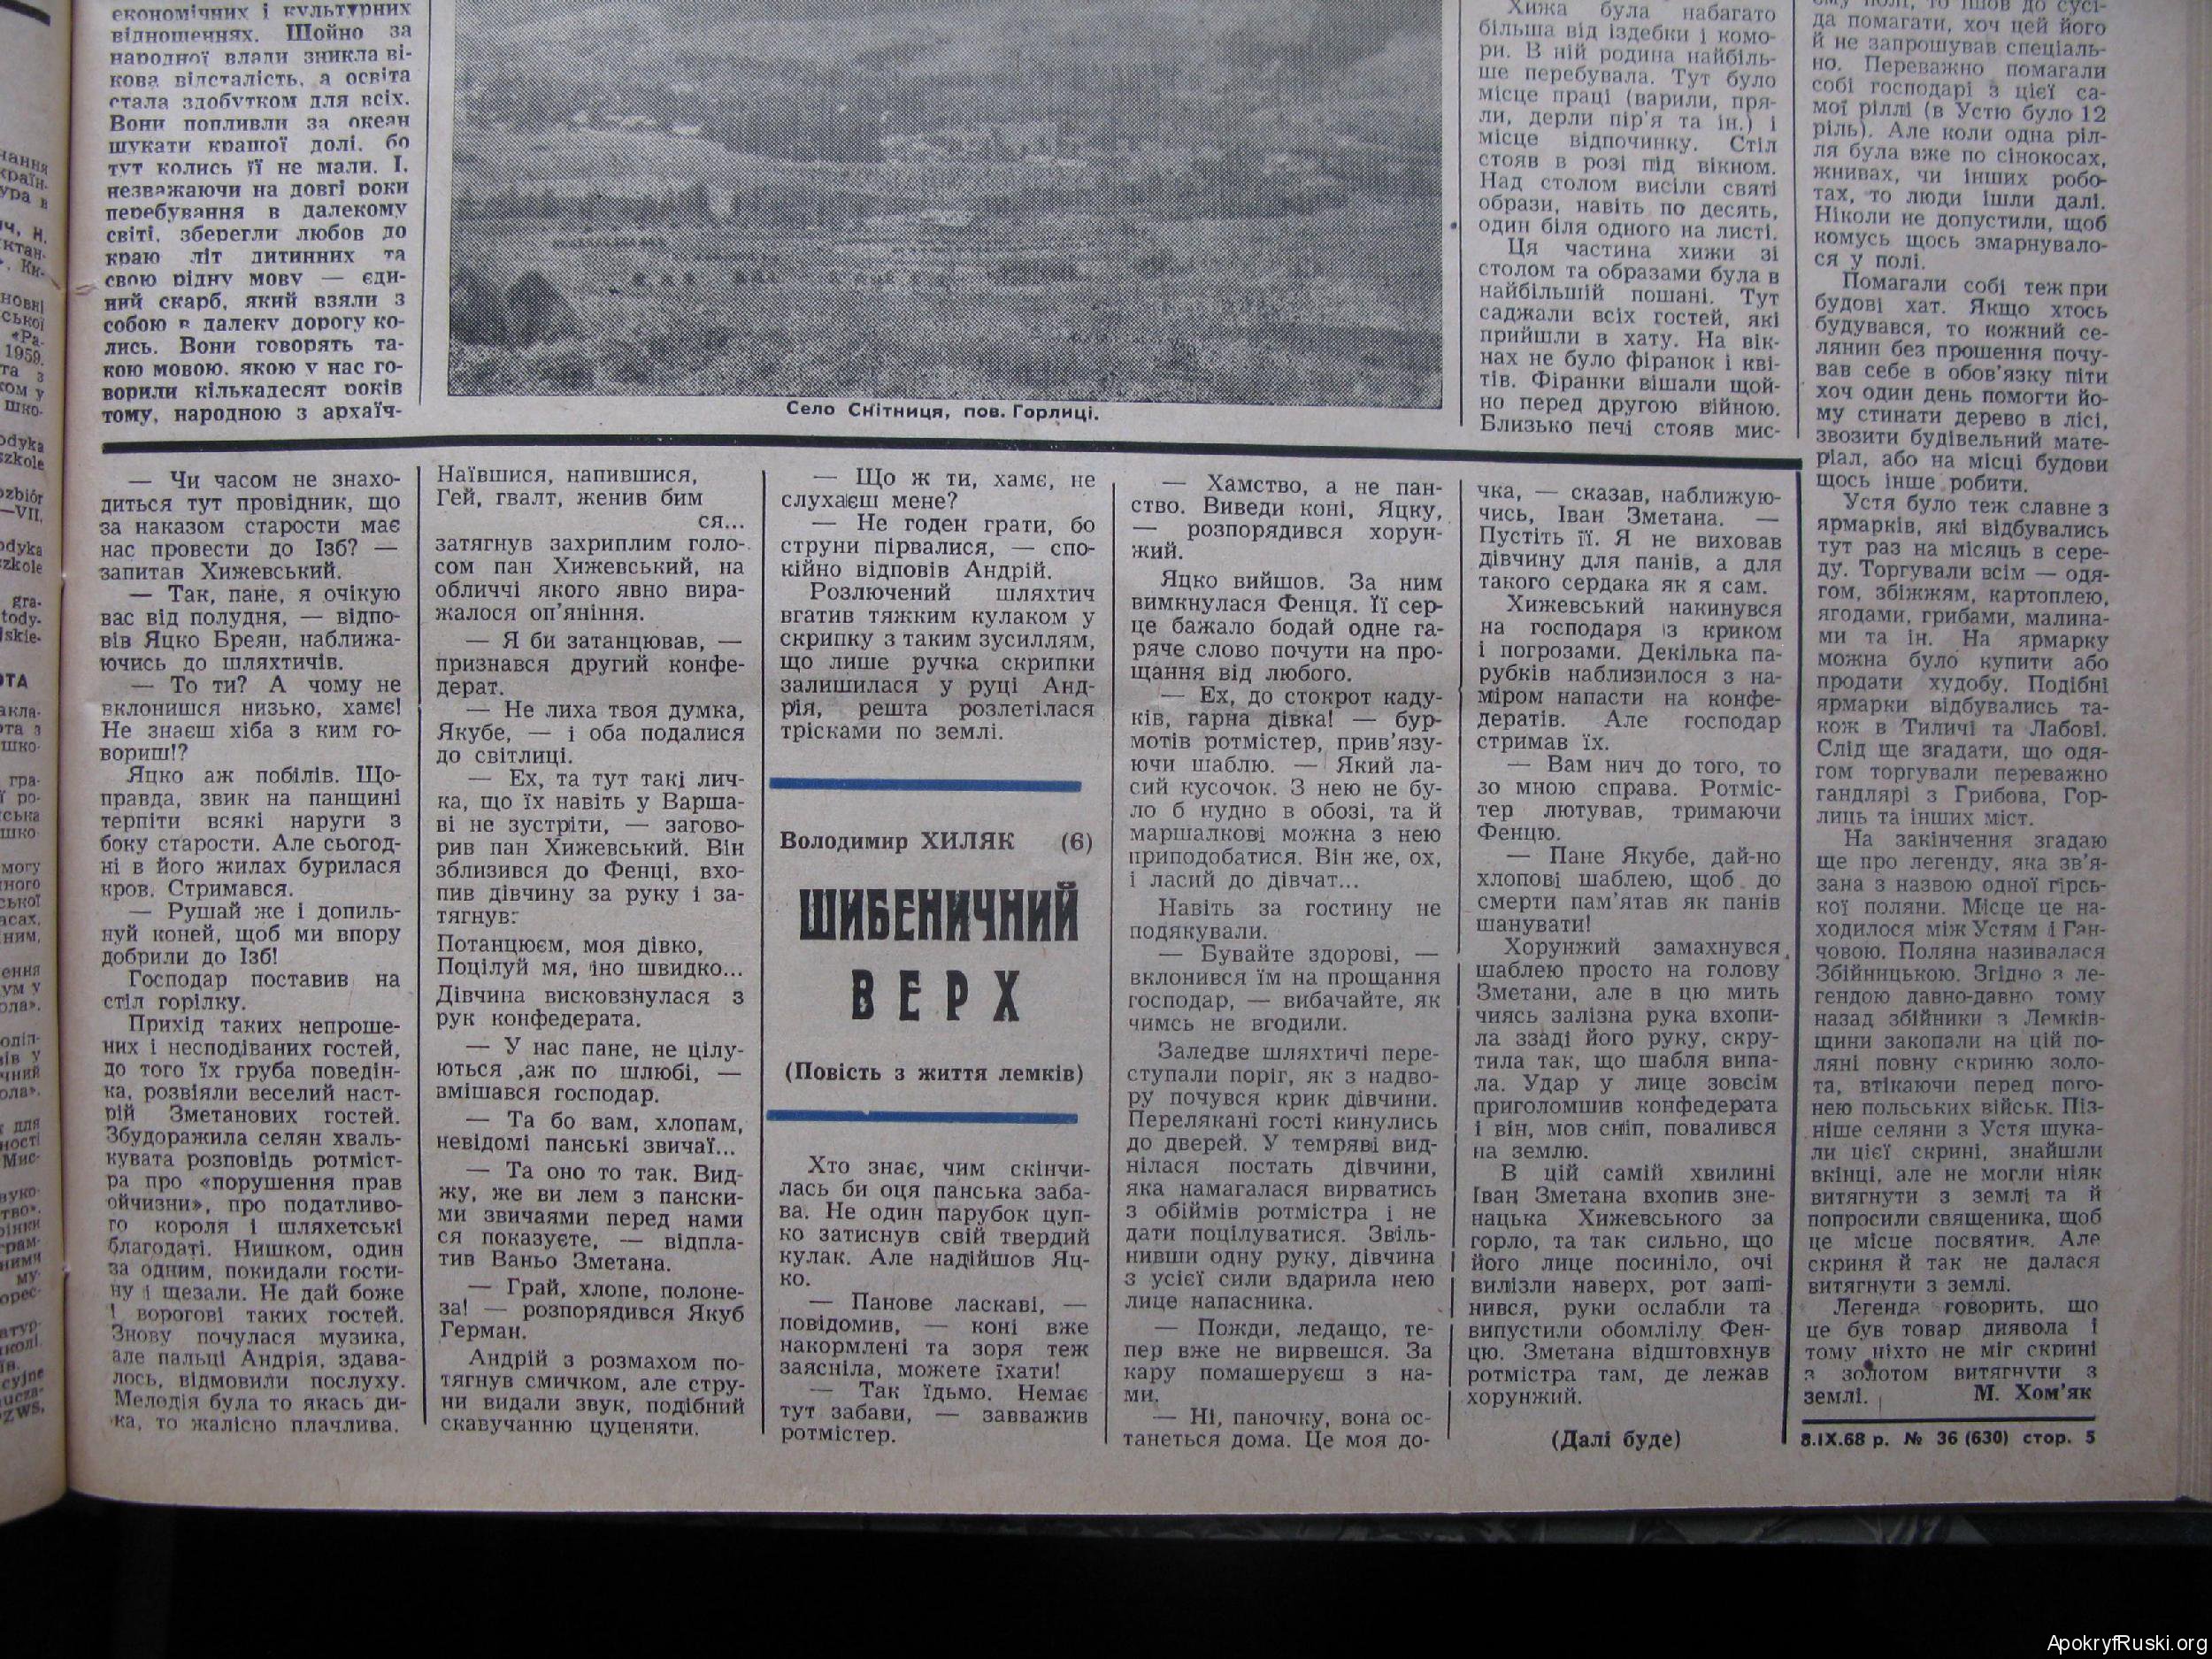 економічних і культурних
відношеннях. Щойно за
народної влади зникла ві-
кова відсталість, а освіта
стала здобутком для всіх.
Вони попливли за океан
шукати кращої долі, бо
тут колись її не мали. І,
незважаючи на довгі роки
перебування в далекому
світі, зберегли любов до
краю літ дитинних та
свою рідну мову — єди-
ний скарб, який взяли з
собою в далеку дорогу ко-
лись. Вони говорять та-
кою мовою, якою у нас го-
ворили кількадесят років
тому, народною з архаїч-
Село Снітниця, пов. Горлиці.
Хижа була набагато
більша від їздебки і комо-
ри. В ній родина найбіль-
ше перебувала. Тут було
місце праці (варили, пря-
ли, дерли пір'я та ін.) і
місце відпочинку. Стіл
стояв в розі під вікном.
Над столом висіли святі
образи, навіть по десять,
один біля одного на листі.
Ця частина хижи зі
столом та образами була в
найбільшій пошані. Тут
саджали всіх гостей, які
прийшли в хату. На вік-
нах не було фіранок і кві-
тів. Фіранки вішали щой-
но перед другою війною.
Близько печі стояв мис-
ому полі, то йшов до сусі-
да помагати, хоч цей його
й не запрошував спеціаль-
но. Переважно помагали
собі господарі з цієї са-
мої ріллі (в Устю було 12
ріль). Але коли одна ріл-
ля була вже по сінокосах,
жнивах, чи інших робо-
тах, то люди ішли далі.
Ніколи не допустили, щоб
комусь щось змарнувало-
ся у полі.
Помагали собі теж при
будові хат. Якщо хтось
будувався, то кожний се-
лянин без прошення почу-
вав себе в обов'язку піти
хоч один день помогти йо-
му стинати дерево в лісі,
звозити будівельний мате-
ріал, або на місці будови
щось інше робити.
Устя було теж славне з
ярмарків, які відбувались
тут раз на місяць в сере-
ду. Торгували всім — одя-
гом, збіжжям, картоплею,
ягодами, грибами, малина-
ми та ін. На ярмарку
можна було купити або
продати худобу. Подібні
ярмарки відбувались та-
кож в Тиличі та Лабові.
Слід ще згадати, що одя-
гом торгували переважно
гандлярі з Грибова, Гор-
лиць та інших міст.
На закінчення згадаю
ще про легенду, яка зв'я-
зана з назвою одної гірсь-
кої поляни. Місце це на-
ходилося між Устям і Ган-
човою. Поляна називалася
Збійницькою. Згідно з ле-
гендою давно-давно тому
назад збійники з Лемків-
щини закопали на цій по-
ляні повну скриню золо-
та, втікаючи перед пого-
нею польських військ. Піз-
ніше селяни з Устя шука-
ли цієї скрині, знайшли
вкінці, але не могли ніяк
витягнути з землі та й
попросили священика, щоб
це місце посвятив. Але
скриня й так не далася
витягнути з землі.
Легенда говорить, що
це був товар диявола і
тому ніхто не міг скрині
з золотом витягнути з
землі. М. Хом'як
8.IX.68 р. № 36 (630) стор. 5
— Чи часом не знахо-
диться тут провідник, що
за наказом старости має
нас провести до Ізб? —
запитав Хижевський.
— Так, пане, я очікую
вас від полудня, — відпо-
вів Яцко Бреян, наближа-
ючись до шляхтичів.
— То ти? А чому не
вклонишся низько, хаме!
Не знаєш хіба з ким го-
вориш!?
Яцко аж побілів. Що-
правда, звик на панщині
терпіти всякі наруги з
боку старости. Але сьогод-
ні в його жилах бурилася
кров. Стримався.
— Рушай же і допиль-
нуй коней, щоб ми впору
добрили до Ізб!
Господар поставив на
стіл горілку.
Прихід таких непроше-
них і несподіваних гостей,
до того їх груба поведін-
ка, розвіяли веселий наст-
рій Зметанових гостей.
Збудоражила селян хваль-
кувата розповідь ротміст-
ра про «порушення прав
ойчизни», про податливо-
го короля і шляхетські
благодаті. Нишком, один
за одним, покидали гости-
ну і щезали. Не дай боже
і ворогові таких гостей.
Знову почулася музика,
але пальці Андрія, здава-
лось, відмовили послуху.
Мелодія була то якась ди-
ка, то жалісно плачлива.
Наївшися, напившися,
Гей, гвалт, женив бим
ся...
затягнув захриплим голо-
сом пан Хижевський, на
обличчі якого явно вира-
жалося оп'яніння.
— Я би затанцював, —
признався другий конфе-
дерат.
— Не лиха твоя думка,
Якубе, — і оба подалися
до світлиці.
— Ех, та тут такі лич-
ка, що їх навіть у Варша-
ві не зустріти, — загово-
рив пан Хижевський. Він
зблизився до Фенці, вхо-
пив дівчину за руку і за-
тягнув:
Потанцюєм, моя дівко,
Поцілуй мя, іно швидко...
Дівчина висковзнулася з
рук конфедерата.
— У нас пане, не цілу-
ються ,аж по шлюбі, —
вмішався господар.
— Та бо вам, хлопам,
невідомі панські звичаї...
— Та оно то так. Вид-
жу, же ви лем з пански-
ми звичаями перед нами
ся показуєте, — відпла-
тив Ваньо Зметана.
— Грай, хлопе, полоне-
за! — розпорядився Якуб
Герман.
Андрій з розмахом по-
тягнув смичком, але стру-
ни видали звук, подібний
скавучанню цуценяти.
— Що ж ти, хаме, не
слухаєш мене?
— Не годен грати, бо
струни пірвалися, — спо-
кійно відповів Андрій.
Розлючений шляхтич
вгатив тяжким кулаком у
скрипку з таким зусиллям,
що лише ручка скрипки
залишилася у руці Анд-
рія, решта розлетілася
трісками по землі.
Володимир ХИЛЯК (6)
ШИБЕНИЧНИЙ
ВЕРХ
(Повість з життя лемків)
Хто знає, чим скінчи-
лась би оця панська заба-
ва. Не один парубок цуп-
ко затиснув свій твердий
кулак. Але надійшов Яц-
ко.
— Панове ласкаві, —
повідомив, — коні вже
накормлені та зоря теж
заясніла, можете їхати!
— Так їдьмо. Немає
тут забави, — завважив
ротмістер.
— Хамство, а не пан-
ство. Виведи коні, Яцку,
— розпорядився хорун-
жий.
Яцко вийшов. За ним
вимкнулася Фенця. Її сер-
це бажало бодай одне га-
ряче слово почути на про-
щання від любого.
— Ех, до стокрот каду-
ків, гарна дівка! — бур-
мотів ротмістер, прив'язу-
ючи шаблю. — Який ла-
сий кусочок. З нею не бу-
ло б нудно в обозі, та й
маршалкові можна з нею
приподобатися. Він же, ох,
і ласий до дівчат...
Навіть за гостину не
подякували.
— Бувайте здорові, —
вклонився їм на прощання
господар, — вибачайте, як
чимсь не вгодили.
Заледве шляхтичі пере-
ступали поріг, як з надво-
ру почувся крик дівчини.
Перелякані гості кинулись
до дверей. У темряві вид-
нілася постать дівчини,
яка намагалася вирватись
з обіймів ротмістра і не
дати поцілуватися. Звіль-
нивши одну руку, дівчина
з усієї сили вдарила нею
лице напасника.
— Пожди, ледащо, те-
пер вже не вирвешся. За
кару помашеруєш з на-
ми.
— Ні, паночку, вона ос-
танеться дома. Це моя до-
чка, — сказав, наближую-
чись, Іван Зметана. —
Пустіть її. Я не виховав
дівчину для панів, а для
такого сердака як я сам.
Хижевський накинувся
на господаря із криком
і погрозами. Декілька па-
рубків наблизилося з на-
міром напасти на конфе-
дератів. Але господар
стримав їх.
— Вам нич до того, то
зо мною справа. Ротміс-
тер лютував, тримаючи
Фенцю.
— Пане Якубе, дай-но
хлопові шаблею, щоб до
смерти пам'ятав як панів
шанувати!
Хорунжий замахнувся
шаблею просто на голову
Зметани, але в цю мить
чиясь залізна рука вхопи-
ла ззаді його руку, скру-
тила так, що шабля випа-
ла. Удар у лице зовсім
приголомшив конфедерата
і він, мов сніп, повалився
на землю.
В цій самій хвилині
Іван Зметана вхопив зне-
нацька Хижевського за
горло, та так сильно, що
його лице посиніло, очі
вилізли наверх, рот запі-
нився, руки ослабли та
випустили обомлілу Фен-
цю. Зметана відштовхнув
ротмістра там, де лежав
хорунжий.
(Далі буде)
ApokryfRuski.org